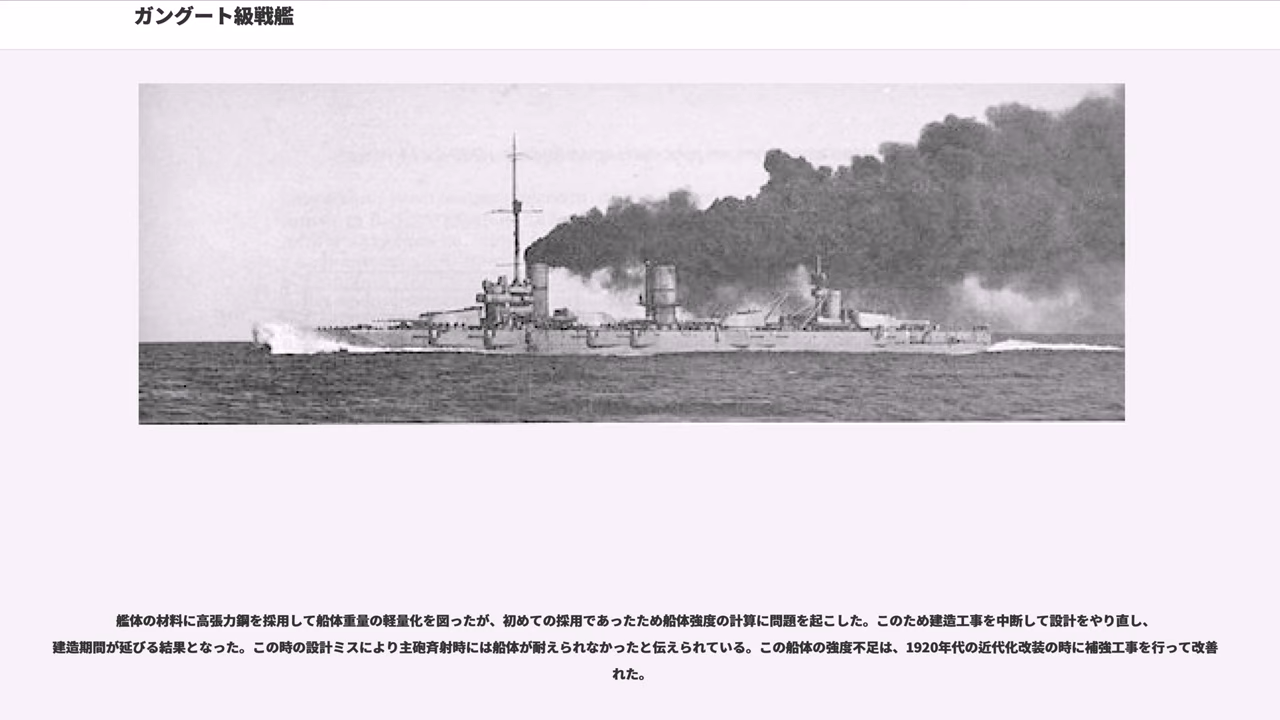 ガングート級戦艦
艦体の材料に高張力鋼を採用して船体重量の軽量化を図ったが、初めての採用であったため船体強度の計算に問題を起こした。このため建造工事を中断して設計をやり直し、
建造期間が延びる結果となった。この時の設計ミスにより主砲斉射時には船体が耐えられなかったと伝えられている。この船体の強度不足は、1920年代の近代化改装の時に補強工事を行って改善
れた。